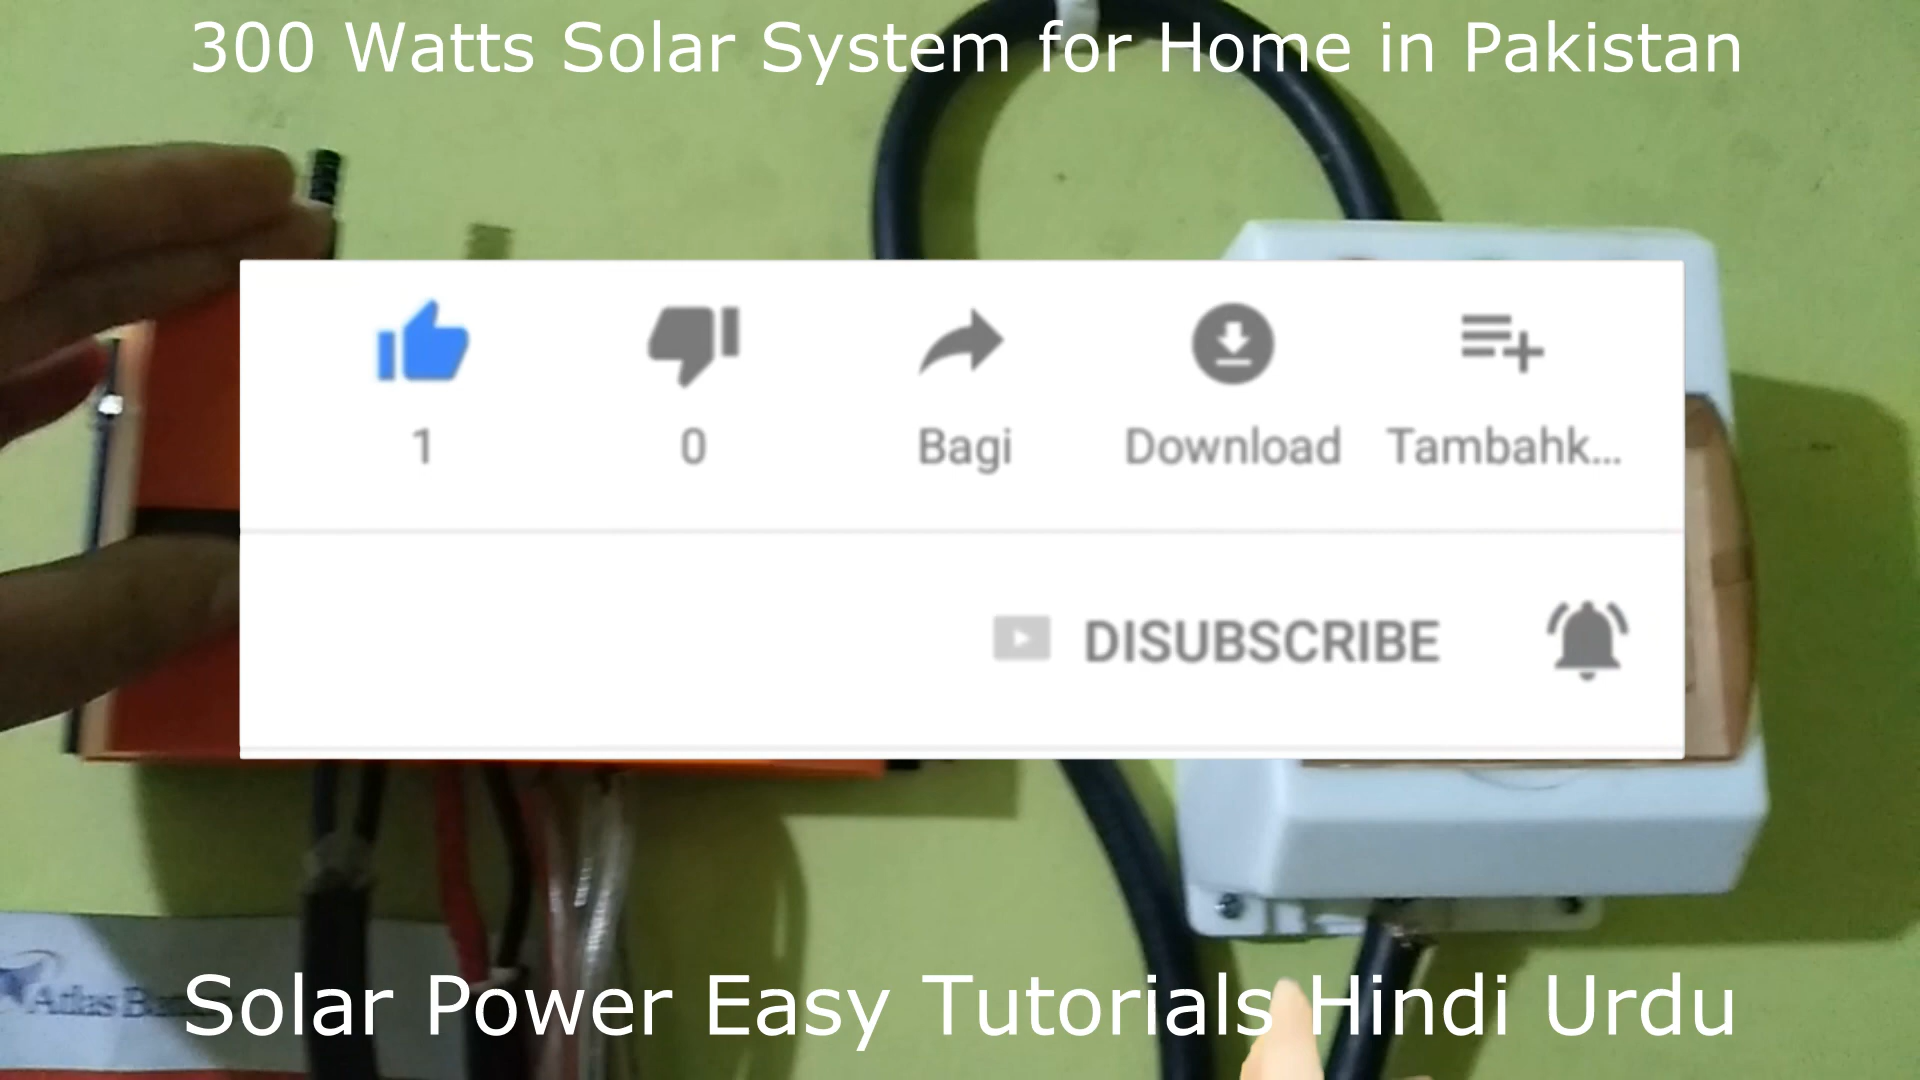 300 Watts Solar System for Home in Pakistan
1 0 Bagi Download Tambahk...
DISUBSCRIBE
Atlas
Solar Power Easy Tutorials Hindi Urdu